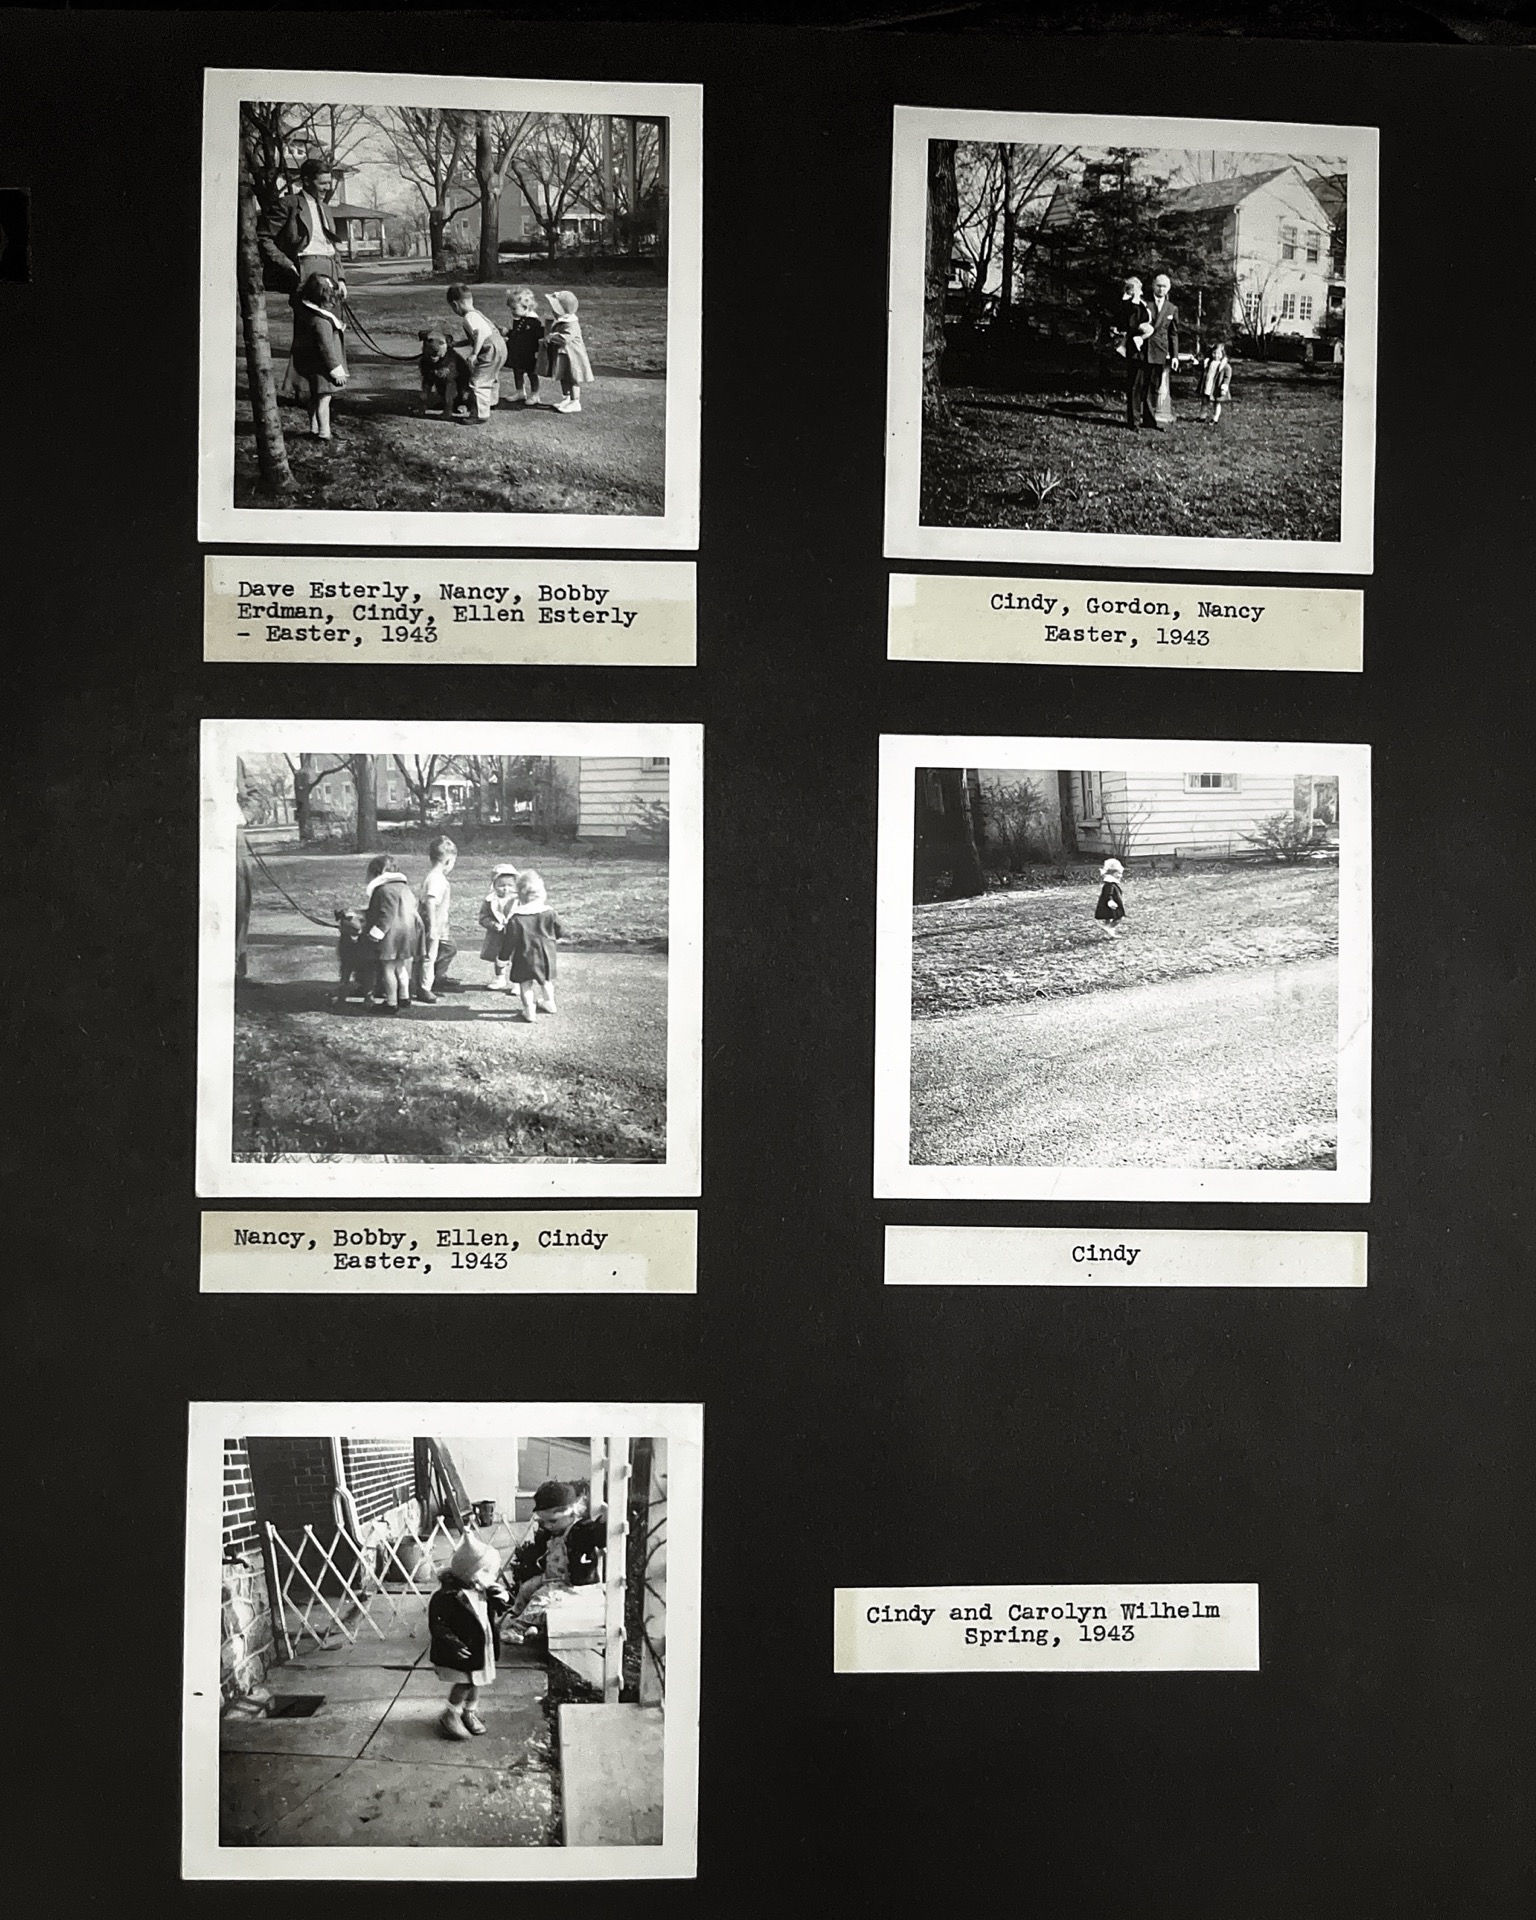 Dave Esterly, Nancy, Bobby
Erdman, Cindy, Ellen Esterly
- Easter, 1943
Cindy, Gordon, Nancy
Easter, 1943
Nancy, Bobby, Ellen, Cindy
Easter, 1943
Cindy
Cindy and Carolyn Wilhelm
Spring, 1943